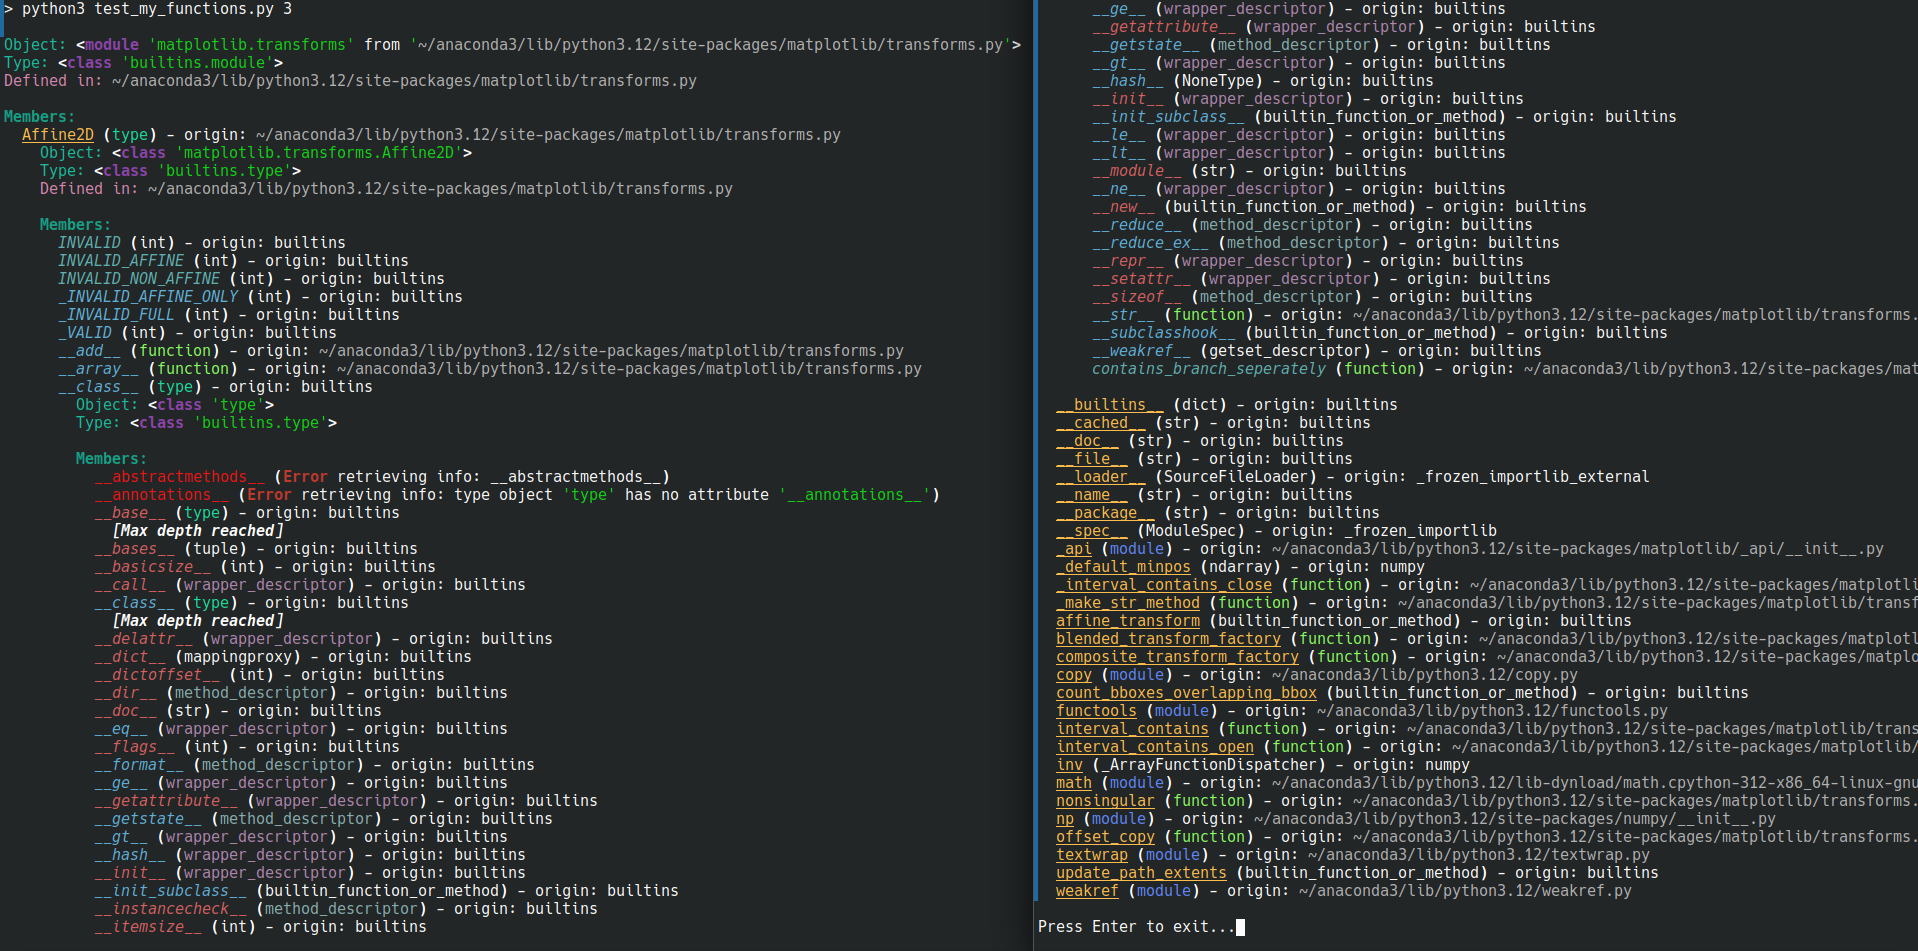 > python3 test_my_functions.py 3
Object: <module 'matplotlib.transforms' from '~/anaconda3/lib/python3.12/site-packages/matplotlib/transforms.py'>
Type: <class 'builtins.module'>
Defined in: ~/anaconda3/lib/python3.12/site-packages/matplotlib/transforms.py
Members:
Affine2D (type) – origin: ~/anaconda3/lib/python3.12/site-packages/matplotlib/transforms.py
Object: <class 'matplotlib.transforms.Affine2D'>
Type: <class 'builtins.type'>
Defined in: ~/anaconda3/lib/python3.12/site-packages/matplotlib/transforms.py
Members:
INVALID (int) – origin: builtins
INVALID_AFFINE (int) – origin: builtins
INVALID_NON_AFFINE (int) – origin: builtins
_INVALID_AFFINE_ONLY (int) – origin: builtins
_INVALID_FULL (int) – origin: builtins
_VALID (int) – origin: builtins
__add__ (function) – origin: ~/anaconda3/lib/python3.12/site-packages/matplotlib/transforms.py
__array__ (function) – origin: ~/anaconda3/lib/python3.12/site-packages/matplotlib/transforms.py
__class__ (type) – origin: builtins
Object: <class 'type'>
Type: <class 'builtins.type'>
Members:
__abstractmethods__ (Error retrieving info: __abstractmethods__)
__annotations__ (Error retrieving info: type object 'type' has no attribute '__annotations__')
__base__ (type) – origin: builtins
[Max depth reached]
__bases__ (tuple) – origin: builtins
__basicsize__ (int) – origin: builtins
__call__ (wrapper_descriptor) – origin: builtins
__class__ (type) – origin: builtins
[Max depth reached]
__delattr__ (wrapper_descriptor) – origin: builtins
__dict__ (mappingproxy) – origin: builtins
__dictoffset__ (int) – origin: builtins
__dir__ (method_descriptor) – origin: builtins
__doc__ (str) – origin: builtins
__eq__ (wrapper_descriptor) – origin: builtins
__flags__ (int) – origin: builtins
__format__ (method_descriptor) – origin: builtins
__ge__ (wrapper_descriptor) – origin: builtins
__getattribute__ (wrapper_descriptor) – origin: builtins
__getstate__ (method_descriptor) – origin: builtins
__gt__ (wrapper_descriptor) – origin: builtins
__hash__ (wrapper_descriptor) – origin: builtins
__init__ (wrapper_descriptor) – origin: builtins
__init_subclass__ (builtin_function_or_method) – origin: builtins
__instancecheck__ (method_descriptor) – origin: builtins
__itemsize__ (int) – origin: builtins
__ge__ (wrapper_descriptor) – origin: builtins
__getattribute__ (wrapper_descriptor) – origin: builtins
__getstate__ (method_descriptor) – origin: builtins
__gt__ (wrapper_descriptor) – origin: builtins
__hash__ (NoneType) – origin: builtins
__init__ (wrapper_descriptor) – origin: builtins
__init_subclass__ (builtin_function_or_method) – origin: builtins
__le__ (wrapper_descriptor) – origin: builtins
__lt__ (wrapper_descriptor) – origin: builtins
__module__ (str) – origin: builtins
__ne__ (wrapper_descriptor) – origin: builtins
__new__ (builtin_function_or_method) – origin: builtins
__reduce__ (method_descriptor) – origin: builtins
__reduce_ex__ (method_descriptor) – origin: builtins
__repr__ (wrapper_descriptor) – origin: builtins
__setattr__ (wrapper_descriptor) – origin: builtins
__sizeof__ (method_descriptor) – origin: builtins
__str__ (function) – origin: ~/anaconda3/lib/python3.12/site-packages/matplotlib/transforms.
__subclasshook__ (builtin_function_or_method) – origin: builtins
__weakref__ (getset_descriptor) – origin: builtins
contains_branch_seperately (function) – origin: ~/anaconda3/lib/python3.12/site-packages/mat
__builtins__ (dict) – origin: builtins
__cached__ (str) – origin: builtins
__doc__ (str) – origin: builtins
__file__ (str) – origin: builtins
__loader__ (SourceFileLoader) – origin: _frozen_importlib_external
__name__ (str) – origin: builtins
__package__ (str) – origin: builtins
__spec__ (ModuleSpec) – origin: _frozen_importlib
_api (module) – origin: ~/anaconda3/lib/python3.12/site-packages/matplotlib/_api/__init__.py
_default_minpos (ndarray) – origin: numpy
_interval_contains_close (function) – origin: ~/anaconda3/lib/python3.12/site-packages/matplotli
_make_str_method (function) – origin: ~/anaconda3/lib/python3.12/site-packages/matplotlib/transf
affine_transform (builtin_function_or_method) – origin: builtins
blended_transform_factory (function) – origin: ~/anaconda3/lib/python3.12/site-packages/matplotl
composite_transform_factory (function) – origin: ~/anaconda3/lib/python3.12/site-packages/matplo
copy (module) – origin: ~/anaconda3/lib/python3.12/copy.py
count_bboxes_overlapping_bbox (builtin_function_or_method) – origin: builtins
functools (module) – origin: ~/anaconda3/lib/python3.12/functools.py
interval_contains (function) – origin: ~/anaconda3/lib/python3.12/site-packages/matplotlib/trans
interval_contains_open (function) – origin: ~/anaconda3/lib/python3.12/site-packages/matplotlib/
inv (_ArrayFunctionDispatcher) – origin: numpy
math (module) – origin: ~/anaconda3/lib/python3.12/lib-dynload/math.cpython-312-x86_64-linux-gnu
nonsingular (function) – origin: ~/anaconda3/lib/python3.12/site-packages/matplotlib/transforms.
np (module) – origin: ~/anaconda3/lib/python3.12/site-packages/numpy/__init__.py
offset_copy (function) – origin: ~/anaconda3/lib/python3.12/site-packages/matplotlib/transforms.
textwrap (module) – origin: ~/anaconda3/lib/python3.12/textwrap.py
update_path_extents (builtin_function_or_method) – origin: builtins
weakref (module) – origin: ~/anaconda3/lib/python3.12/weakref.py
Press Enter to exit...